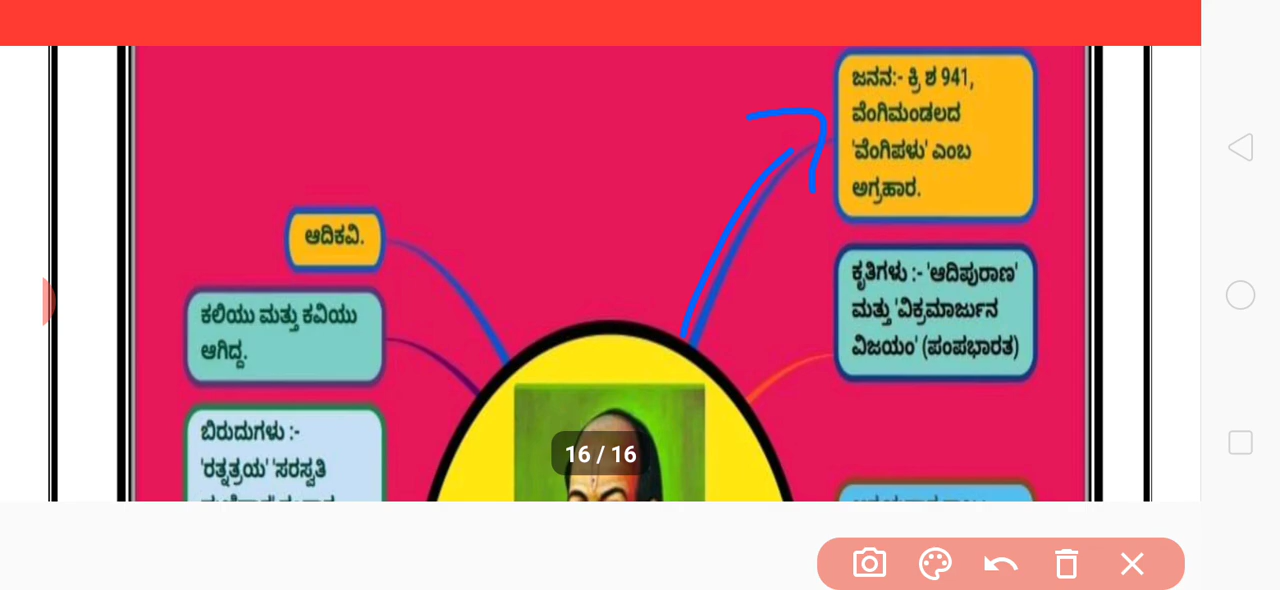 ಜನನ:- ಕ್ರಿ ಶ 941,
ವೆಂಗಿಮಂಡಲದ
'ವೆಂಗಿಪಳು' ಎಂಬ
ಅಗ್ರಹಾರ.
ಆದಿಕವಿ.
ಕೃತಿಗಳು :- 'ಆದಿಪುರಾಣ'
ಮತ್ತು 'ವಿಕ್ರಮಾರ್ಜುನ
ವಿಜಯಂ' (ಪಂಪಭಾರತ)
ಕಲಿಯು ಮತ್ತು ಕವಿಯು
ಆಗಿದ್ದ.
ಬಿರುದುಗಳು :-
'ರತ್ನತ್ರಯ' 'ಸರಸ್ವತಿ
16 / 16